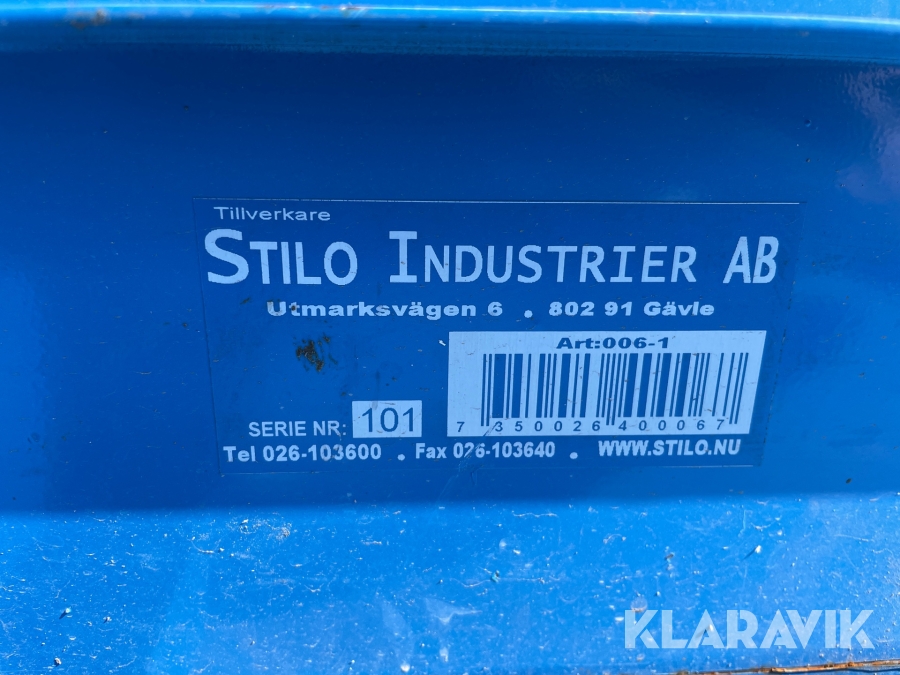 Tillverkare
STILO INDUSTRIER AB
Utmarksvägen 6 . 802 91 Gävle
Art:006-1
7 350026 400067
SERIE NR: 101
Tel 026-103600 . Fax 026-103640 . WWW.STILO.NU
KLARAVIK